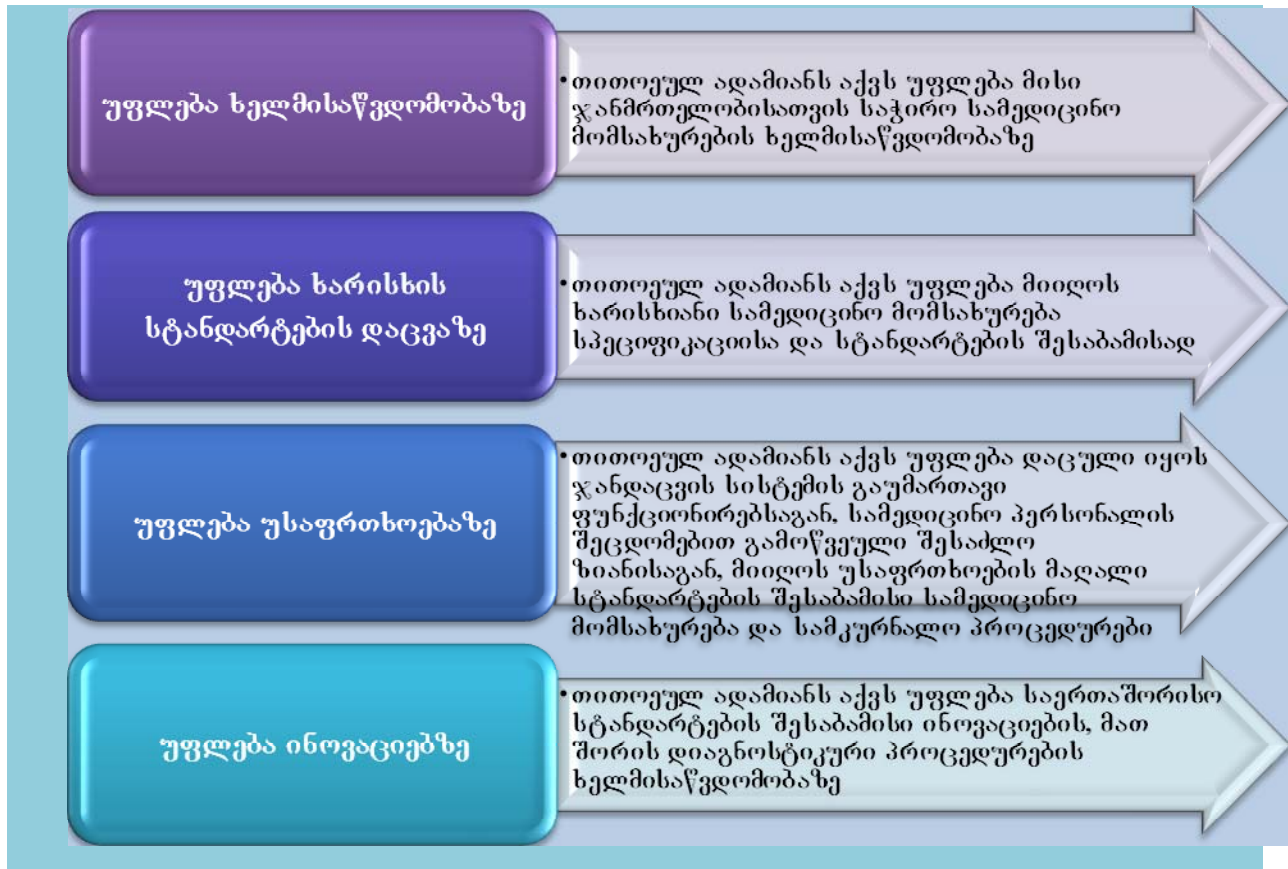 უფლება ხელმისაწვდომობაზე
•თითოეულ ადამიანს აქვს უფლება მისი
ჯანმრთელობისათვის საჭირო სამედიცინო
მომსახურების ხელმისაწვდომობაზე
უფლება ხარისხის
სტანდარტების დაცვაზე
•თითოეულ ადამიანს აქვს უფლება მიიღოს
ხარისხიანი სამედიცინო მომსახურება
სპეციფიკაციისა და სტანდარტების შესაბამისად
უფლება უსაფრთხოებაზე
•თითოეულ ადამიანს აქვს უფლება დაცული იყოს
ჯანდაცვის სისტემის გაუმართავი
ფუნქციონირებსაგან, სამედიცინო პერსონალის
შეცდომებით გამოწვეული შესაძლო
ზიანისაგან, მიიღოს უსაფრთხოების მაღალი
სტანდარტების შესაბამისი სამედიცინო
მომსახურება და სამკურნალო პროცედურები
უფლება ინოვაციებზე
•თითოეულ ადამიანს აქვს უფლება საერთაშორისო
სტანდარტების შესაბამისი ინოვაციების, მათ
შორის დიაგნოსტიკური პროცედურების
ხელმისაწვდომობაზე